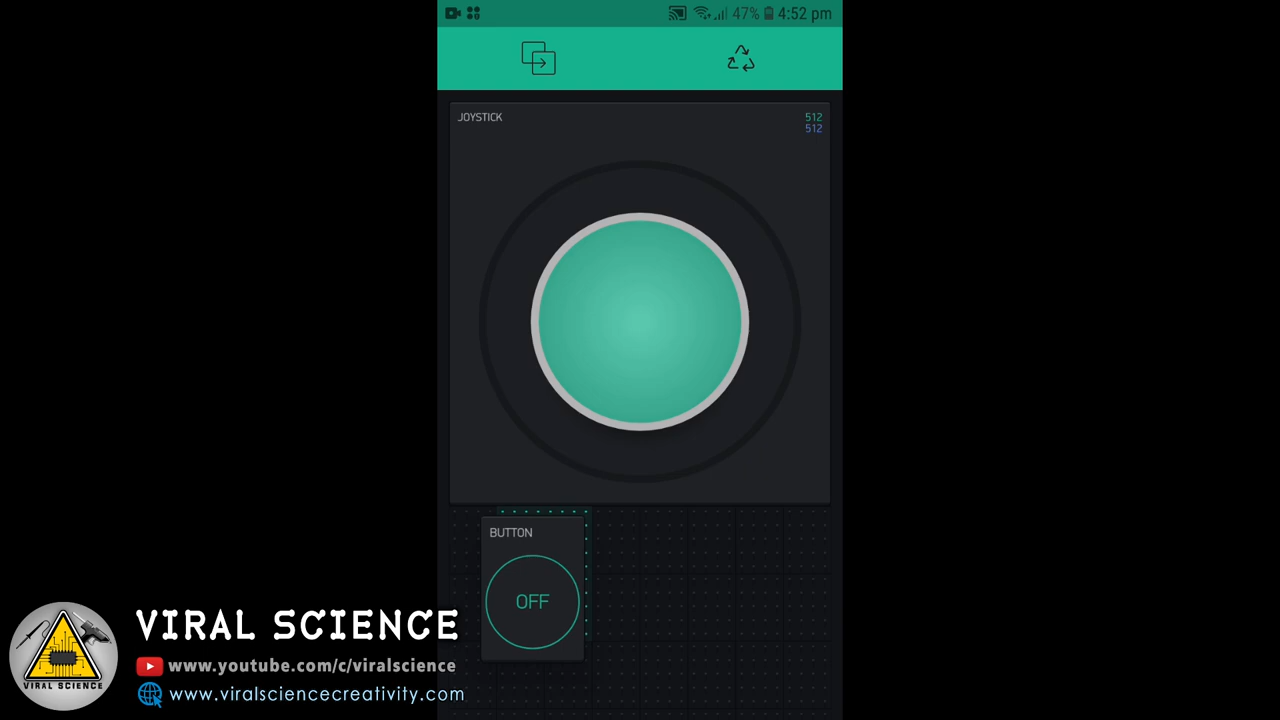 47% 4:52 pm
JOYSTICK
512
512
BUTTON
OFF
VIRAL SCIENCE
www.youtube.com/c/viralscience
www.viralsciencecreativity.com
VIRAL SCIENCE